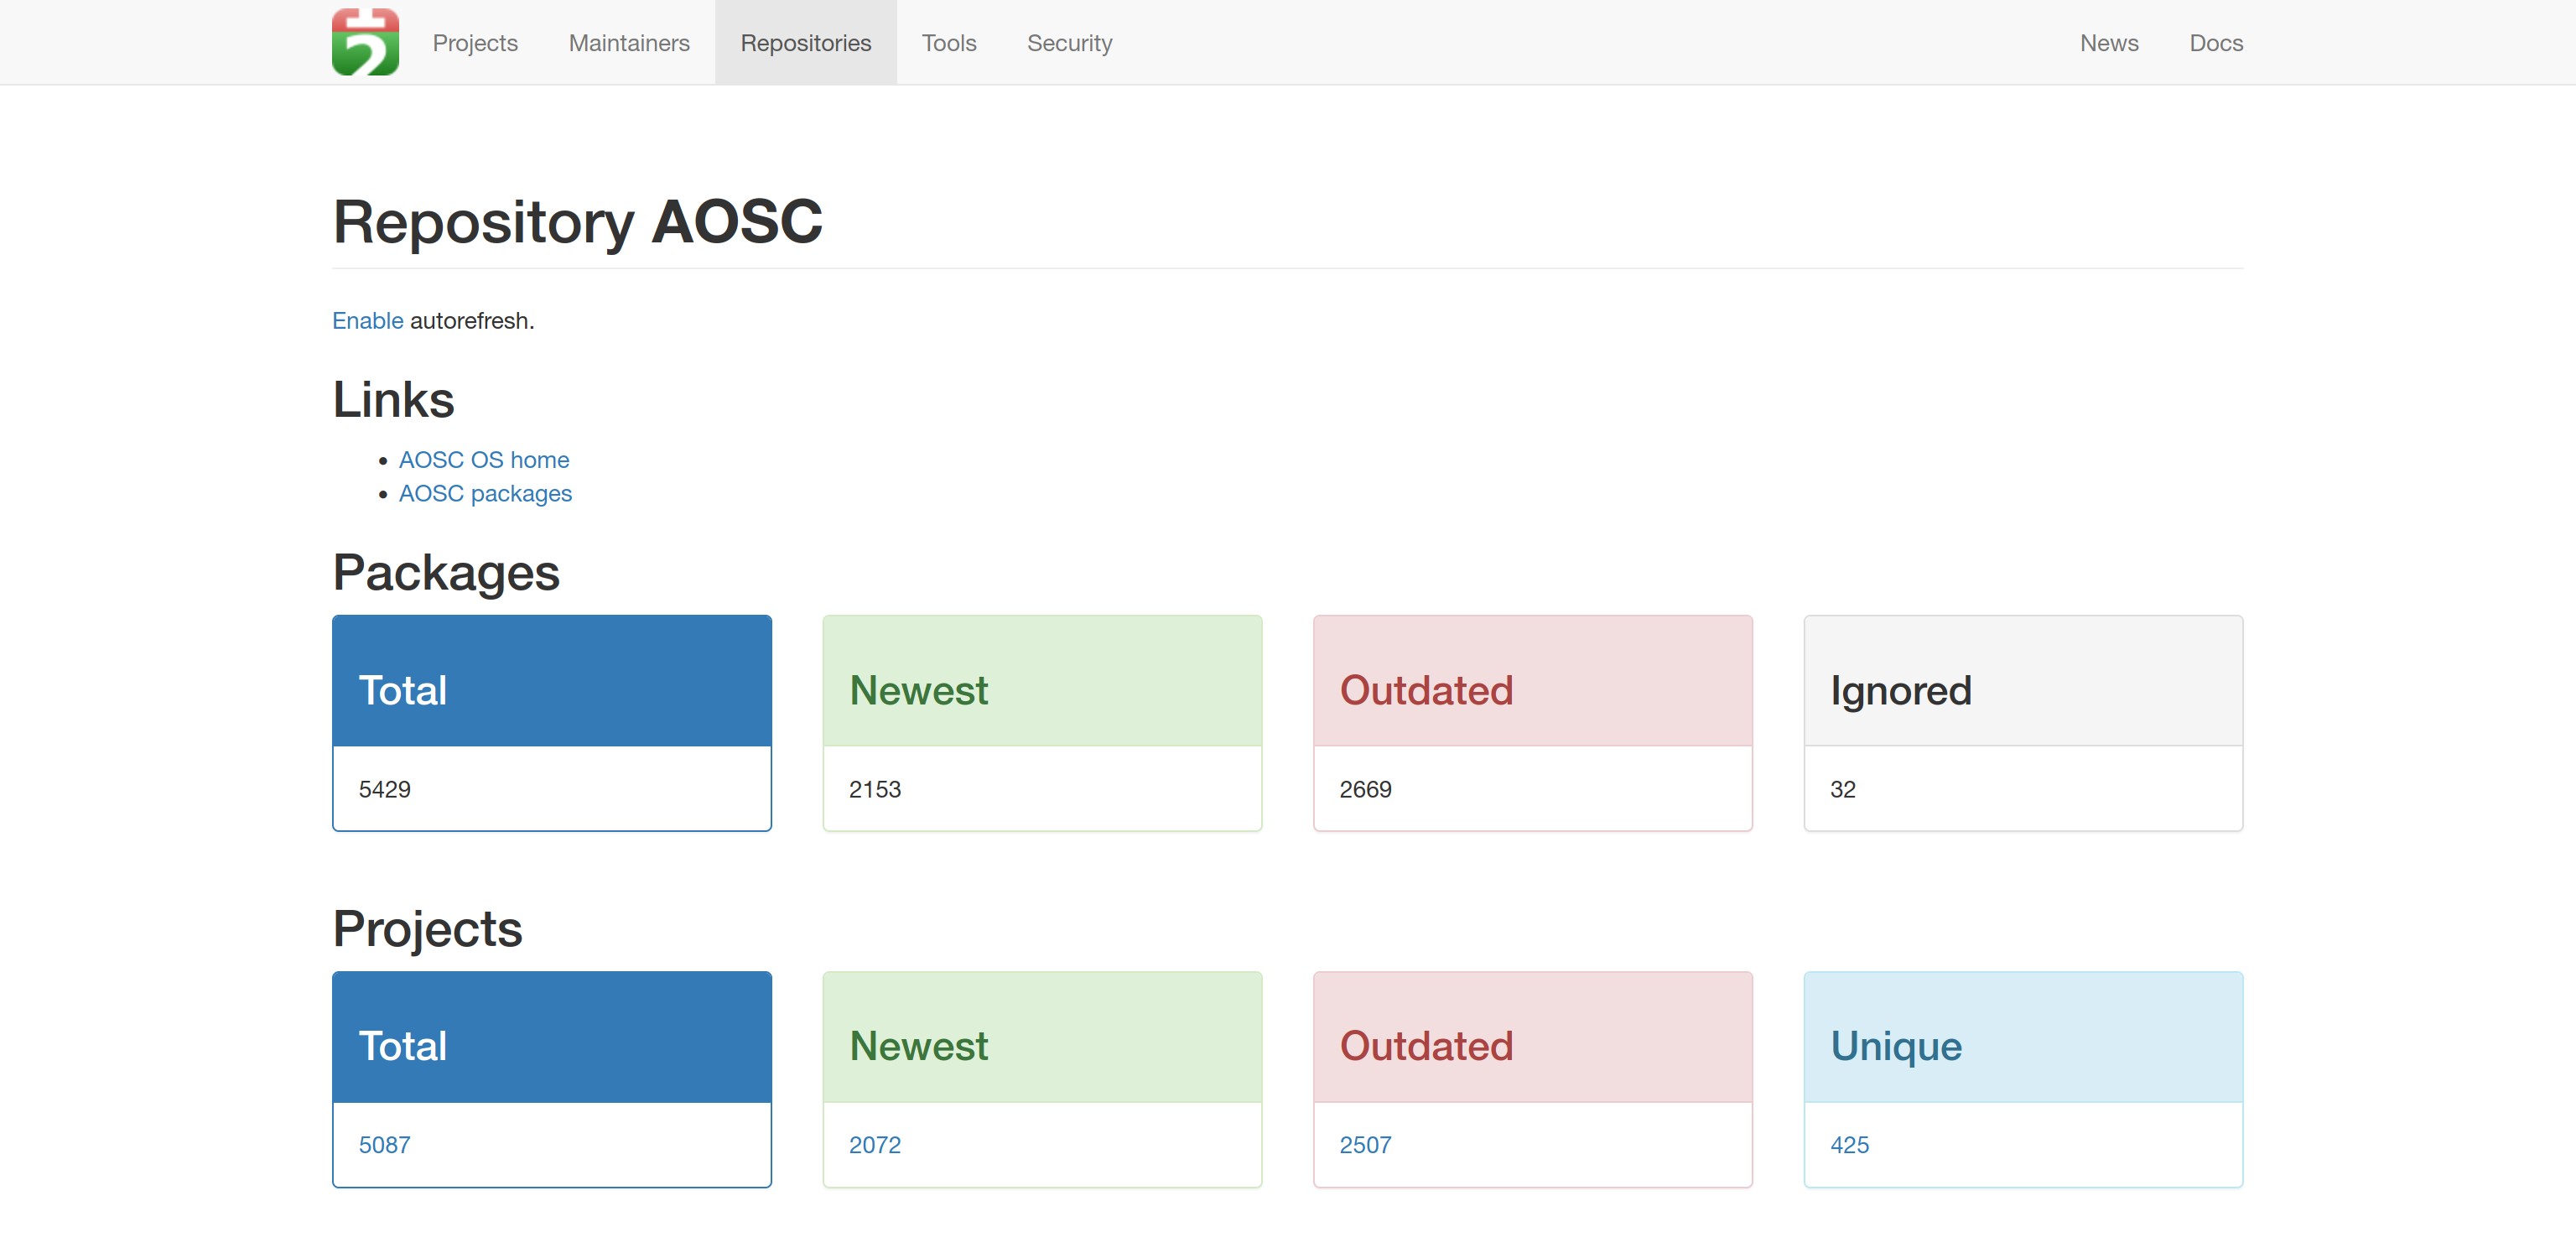 Projects Maintainers Repositories Tools Security News Docs
Repository AOSC
Enable autorefresh.
Links
AOSC OS home
AOSC packages
Packages
Total Newest Outdated Ignored
5429 2153 2669 32
Projects
Total Newest Outdated Unique
5087 2072 2507 425